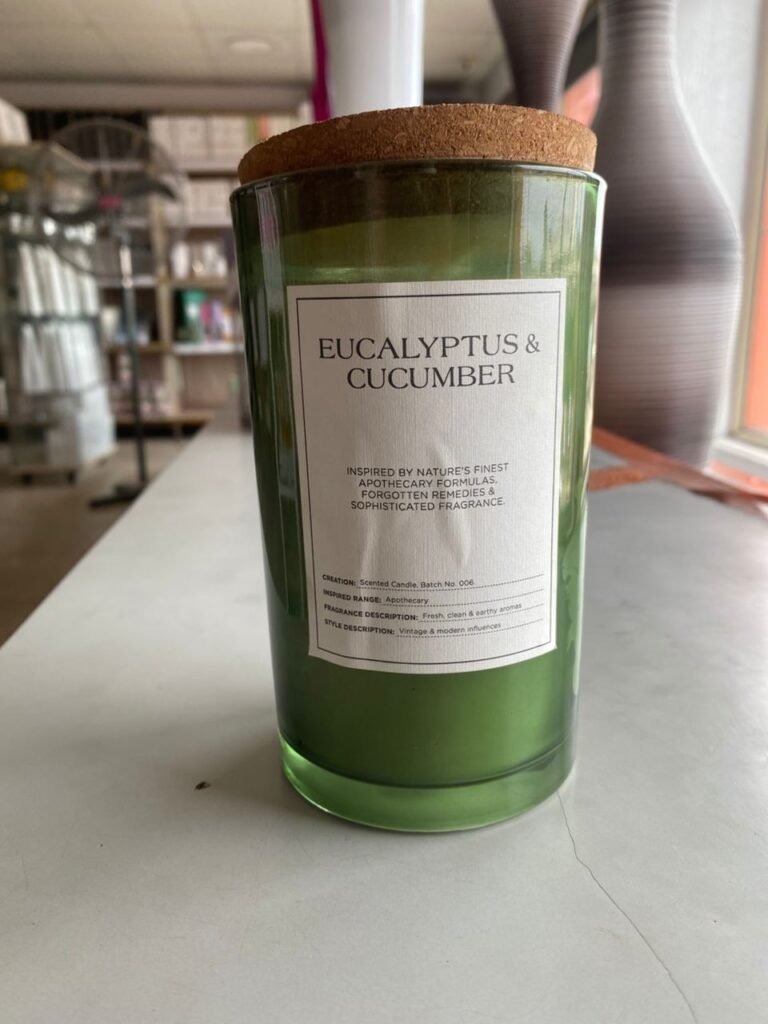 EUCALYPTUS &
CUCUMBER
INSPIRED BY NATURE'S FINEST
APOTHECARY FORMULAS,
FORGOTTEN REMEDIES &
SOPHISTICATED FRAGRANCE.
CREATION: Scented Candle, Batch No. 006
INSPIRED RANGE: Apothecary
FRAGRANCE DESCRIPTION: Fresh, clean & earthy aromas
STYLE DESCRIPTION: Vintage & modern influences